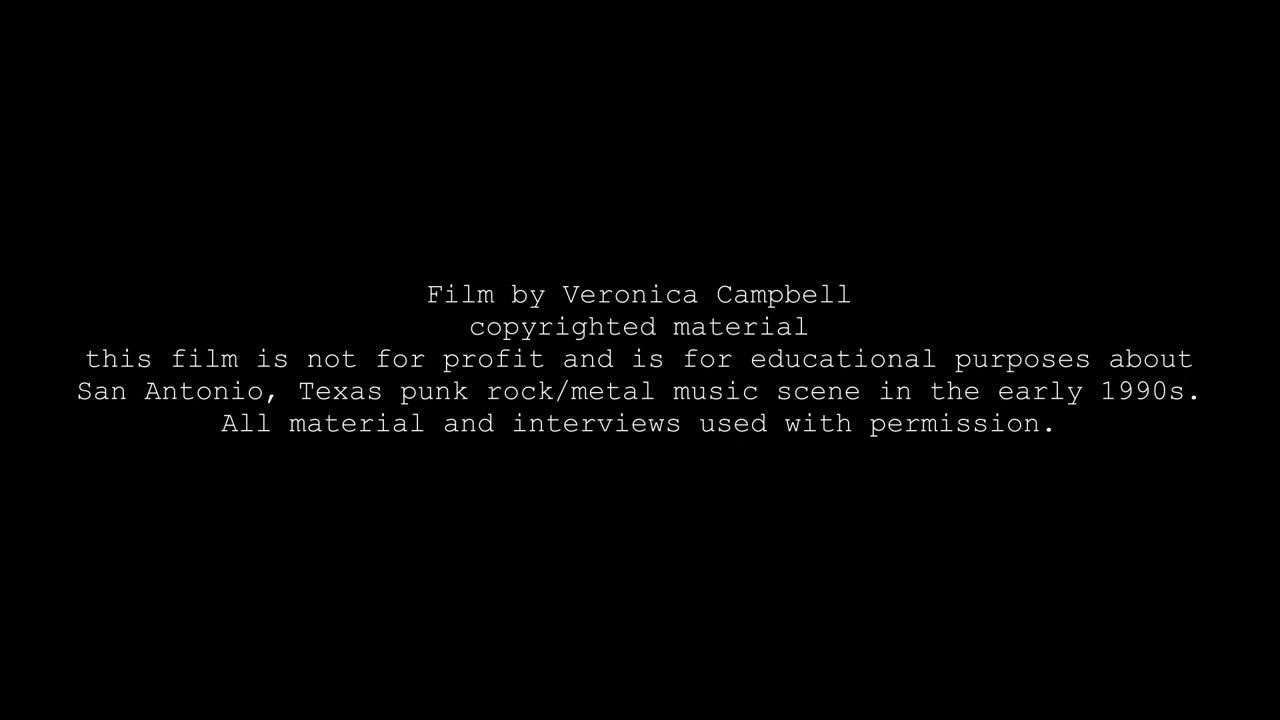 Film by Veronica Campbell
copyrighted material
this film is not for profit and is for educational purposes about
San Antonio, Texas punk rock/metal music scene in the early 1990s.
All material and interviews used with permission.